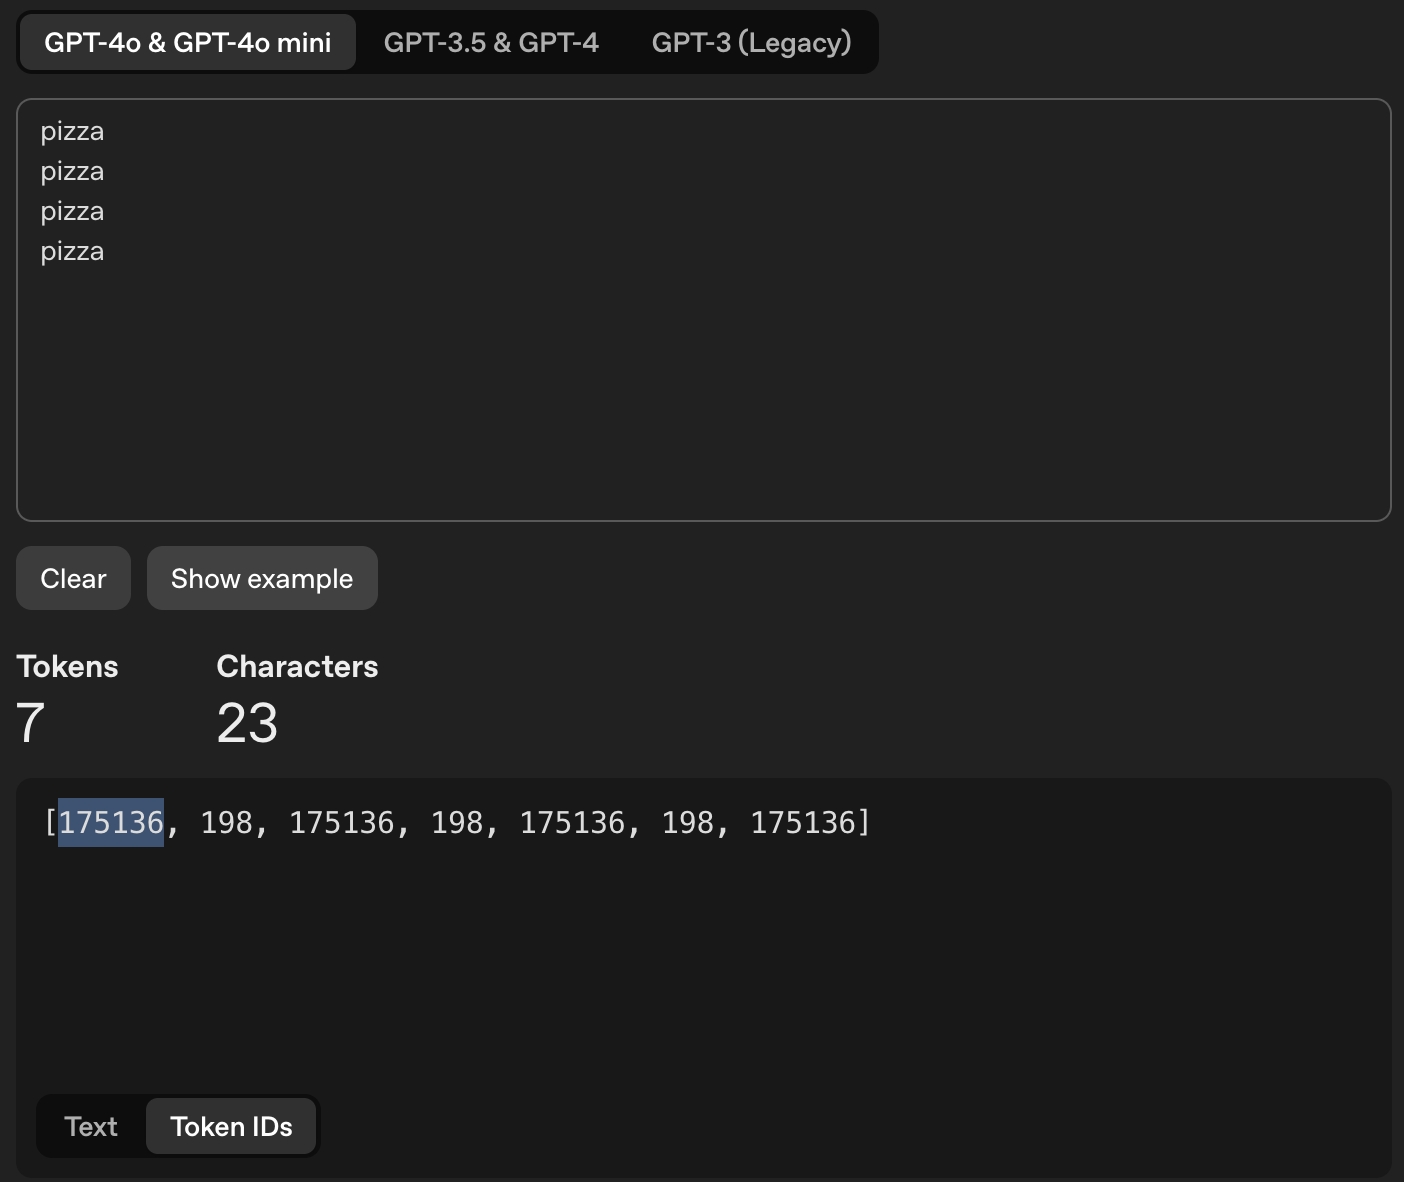 GPT-4o & GPT-4o mini GPT-3.5 & GPT-4 GPT-3 (Legacy)
pizza
pizza
pizza
pizza
Clear Show example
Tokens Characters
7 23
[175136, 198, 175136, 198, 175136, 198, 175136]
Text Token IDs